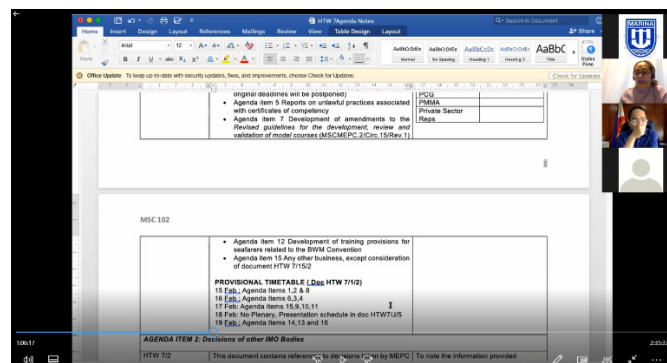 HTW 7Agenda Notes
Search in Document
Home Insert Design Layout References Mailings Review View Table Design Layout
Share
Arial 12
AaBbCcDdEe AaBbCcDdEe AaBbCcDc AaBbCcDdEe AaBbC
Normal No Spacing Heading 1 Heading 2 Title Styles Pane
Office Update To keep up-to-date with security updates, fixes, and improvements, choose Check for Updates.
Check for Updates
MARINA
original deadlines will be postponed)
PCG
• Agenda item 5 Reports on unlawful practices associated
with certificates of competency
PMMA
Private Sector
Reps
• Agenda item 7 Development of amendments to the
Revised guidelines for the development, review and
validation of model courses (MSCMEPC.2/Circ.15/Rev.1)
MSC 102
• Agenda item 12 Development of training provisions for
seafarers related to the BWM Convention
• Agenda item 15 Any other business, except consideration
of document HTW 7/15/2
PROVISIONAL TIMETABLE ( Doc HTW 7/1/2)
15 Feb : Agenda Items 1,2 & 8
16 Feb : Agenda Items 6,3,4
17 Feb: Agenda Items 15,9,10,11
18 Feb: No Plenary, Presentation schedule in doc HTW7/J/5
19 Feb : Agenda Items 14,13 and 16
1:06:17
2:35:33
AGENDA ITEM 2: Decisions of other IMO Bodies
HTW 7/2 This document contains references to decisions taken by MEPC To note the information provided